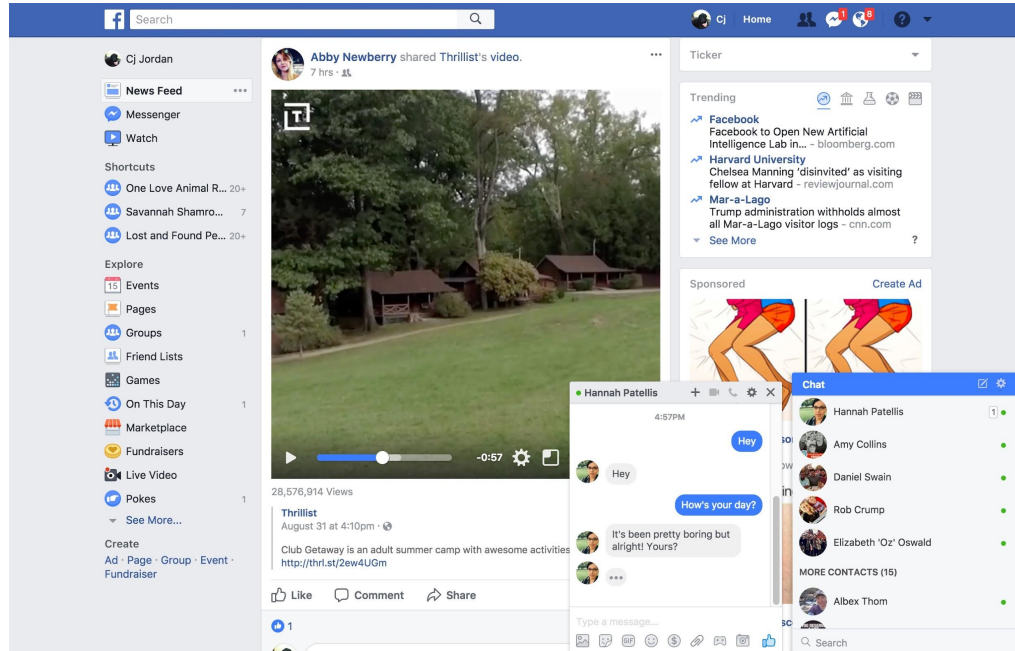 f
Search
Cj
Home
1
8
?
Cj Jordan
News Feed
Messenger
Watch
Shortcuts
One Love Animal R... 20+
Savannah Shamro... 7
Lost and Found Pe... 20+
Explore
15 Events
Pages
Groups 1
Friend Lists
Games
On This Day 1
Marketplace
Fundraisers
Live Video
Pokes 1
See More...
Create
Ad · Page · Group · Event ·
Fundraiser
Abby Newberry shared Thrillist's video.
7 hrs ·
T
-0:57
28,576,914 Views
Thrillist
August 31 at 4:10pm ·
Club Getaway is an adult summer camp with awesome activities
http://thrl.st/2ew4UGm
Like Comment Share
1
Ticker
Trending
Facebook
Facebook to Open New Artificial
Intelligence Lab in... - bloomberg.com
Harvard University
Chelsea Manning 'disinvited' as visiting
fellow at Harvard - reviewjournal.com
Mar-a-Lago
Trump administration withholds almost
all Mar-a-Lago visitor logs - cnn.com
See More ?
Sponsored Create Ad
Hannah Patellis
4:57PM
Hey
Hey
How's your day?
It's been pretty boring but
alright! Yours?
Type a message...
GIF
$
Chat
Hannah Patellis 1
Amy Collins
Daniel Swain
Rob Crump
Elizabeth 'Oz' Oswald
MORE CONTACTS (15)
Albex Thom
Search